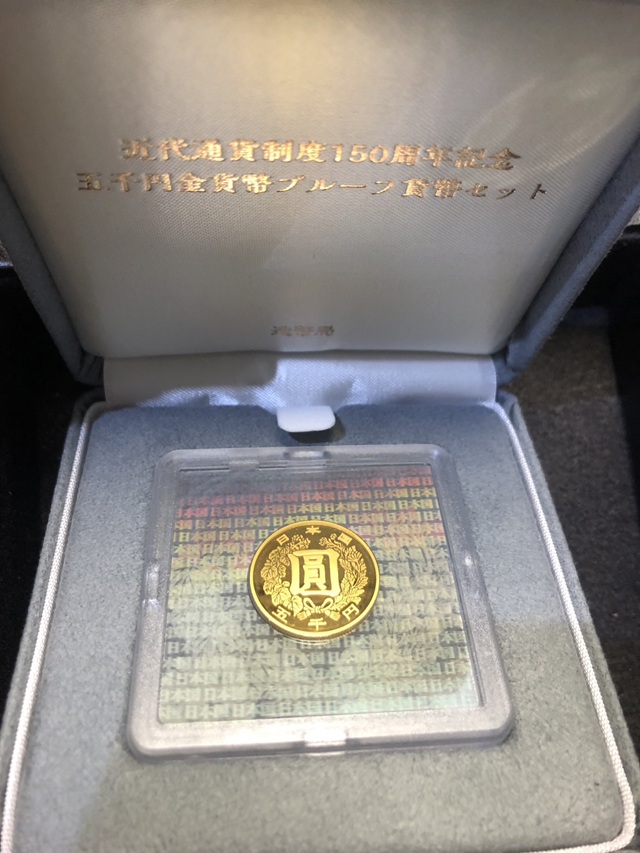 近代通貨制度150周年記念
五千円金貨幣プルーフ貨幣セット
造幣局
日本国
圓
五千円